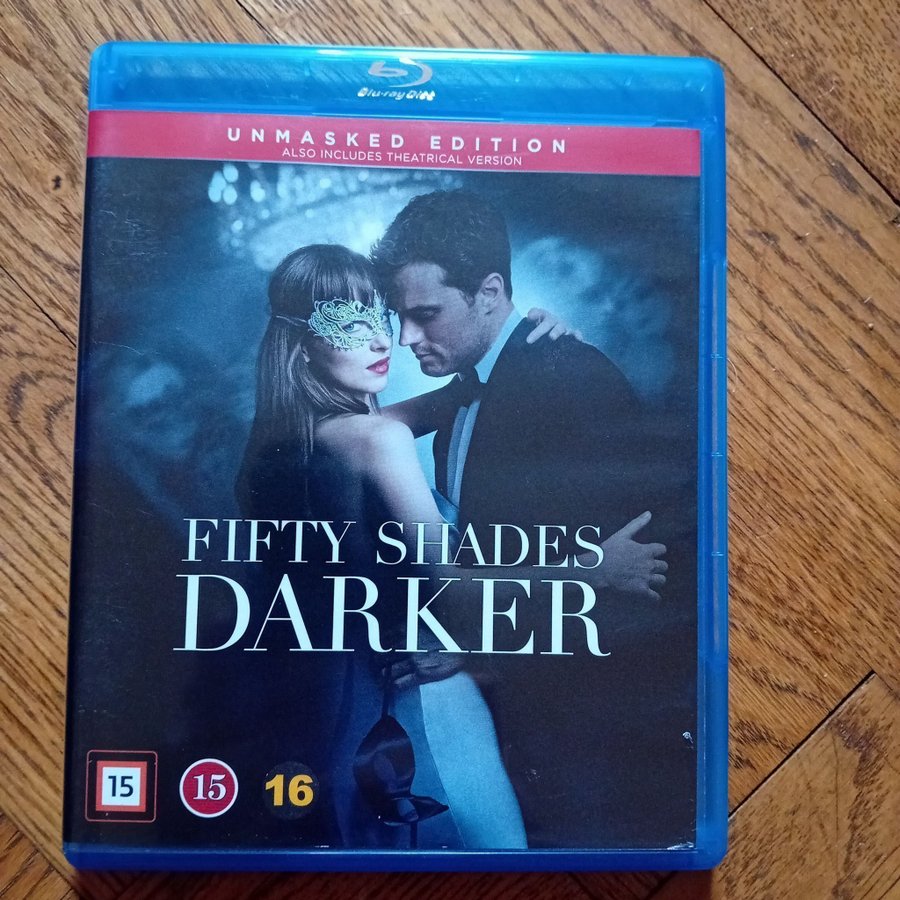 Blu-ray Disc
UNMASKED EDITION
ALSO INCLUDES THEATRICAL VERSION
FIFTY SHADES
DARKER
15
15
16